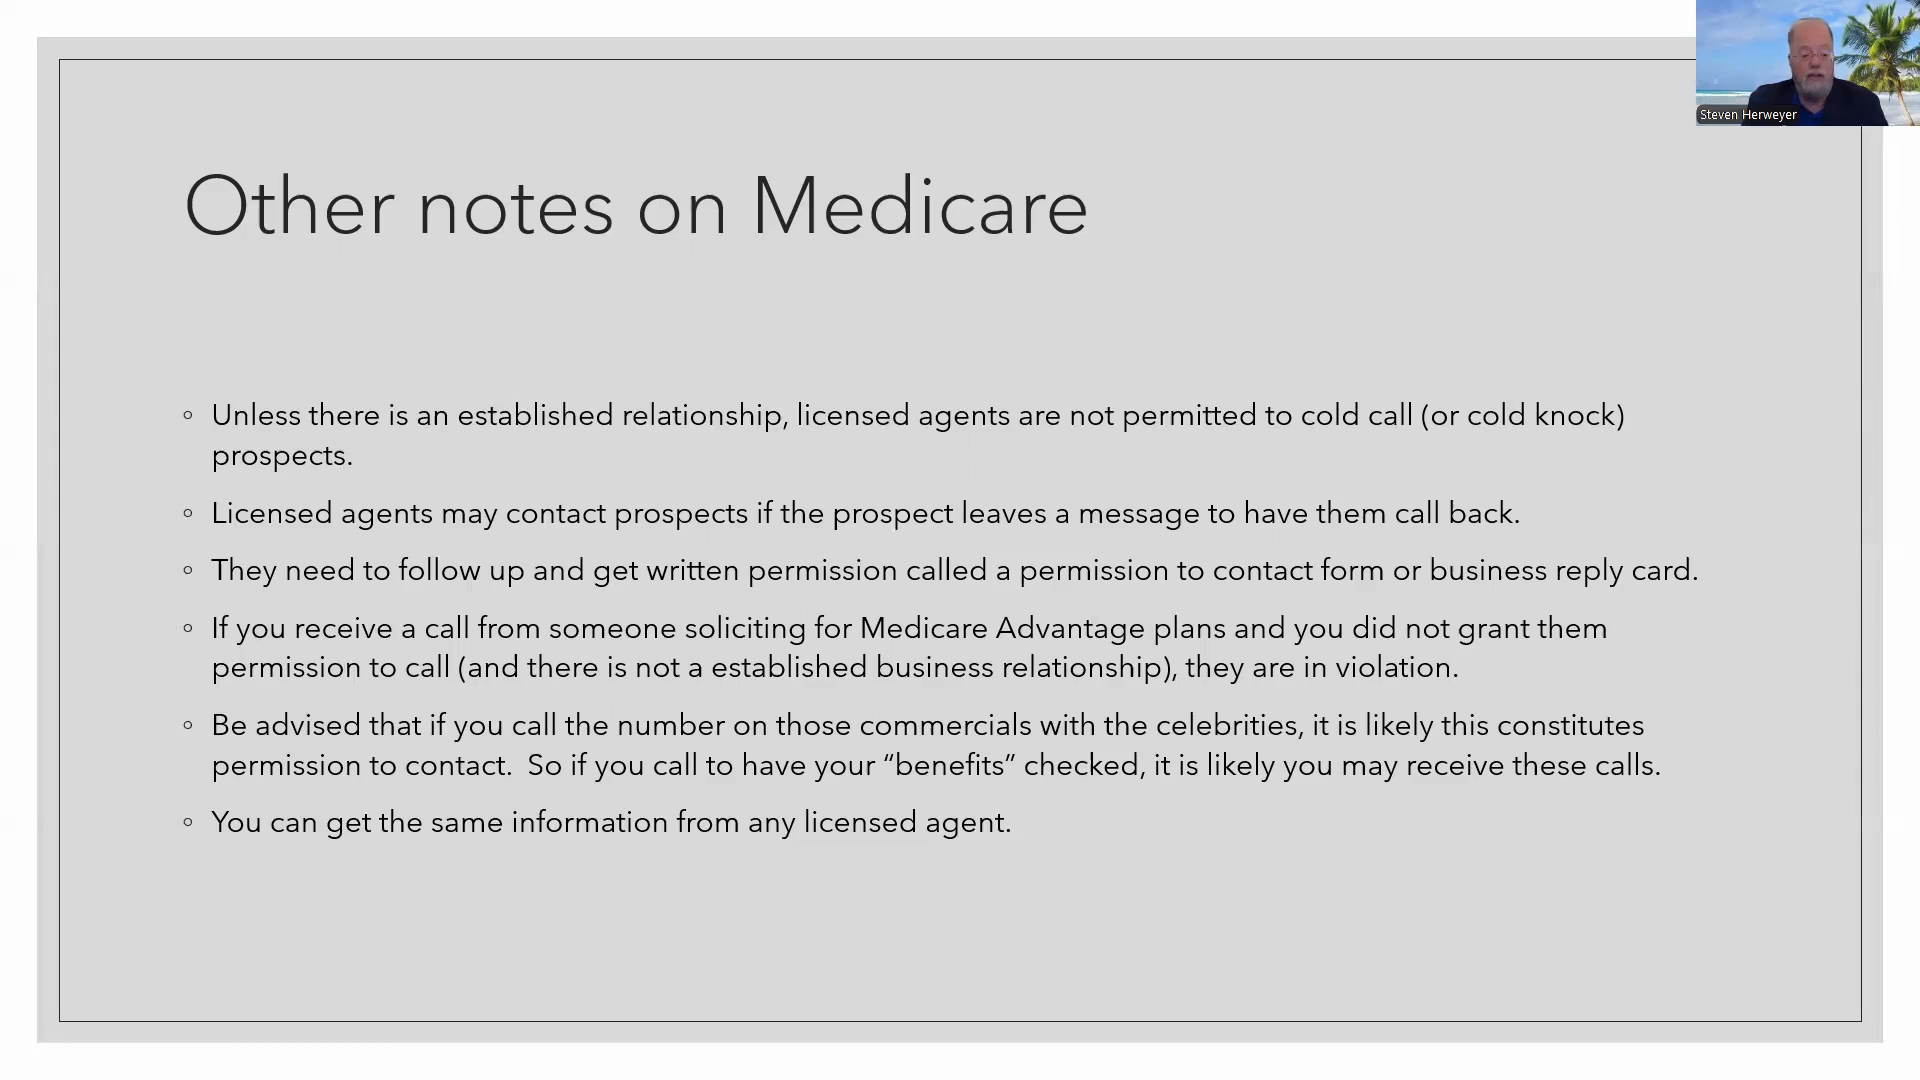 Steven Herweyer
Other notes on Medicare
◦ Unless there is an established relationship, licensed agents are not permitted to cold call (or cold knock)
prospects.
◦ Licensed agents may contact prospects if the prospect leaves a message to have them call back.
◦ They need to follow up and get written permission called a permission to contact form or business reply card.
◦ If you receive a call from someone soliciting for Medicare Advantage plans and you did not grant them
permission to call (and there is not a established business relationship), they are in violation.
◦ Be advised that if you call the number on those commercials with the celebrities, it is likely this constitutes
permission to contact.  So if you call to have your “benefits” checked, it is likely you may receive these calls.
◦ You can get the same information from any licensed agent.